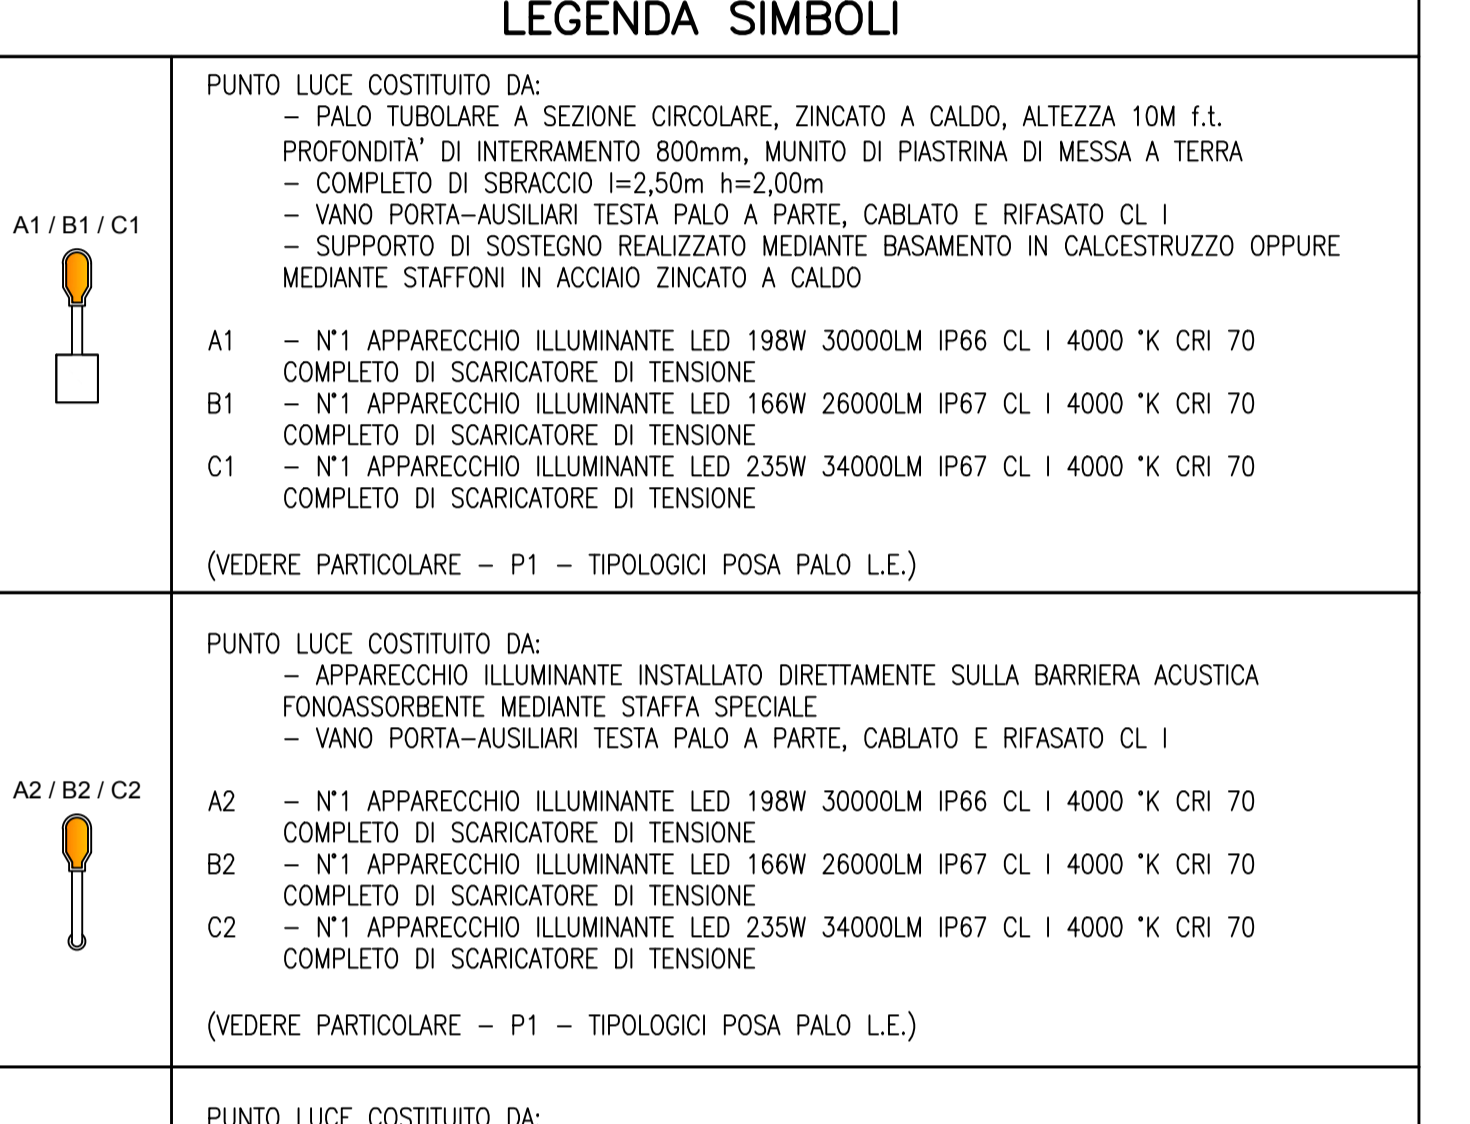 LEGENDA SIMBOLI
A1 / B1 / C1
PUNTO LUCE COSTITUITO DA:
– PALO TUBOLARE A SEZIONE CIRCOLARE, ZINCATO A CALDO, ALTEZZA 10M f.t.
PROFONDITÀ' DI INTERRAMENTO 800mm, MUNITO DI PIASTRINA DI MESSA A TERRA
– COMPLETO DI SBRACCIO l=2,50m h=2,00m
– VANO PORTA–AUSILIARI TESTA PALO A PARTE, CABLATO E RIFASATO CL I
– SUPPORTO DI SOSTEGNO REALIZZATO MEDIANTE BASAMENTO IN CALCESTRUZZO OPPURE
MEDIANTE STAFFONI IN ACCIAIO ZINCATO A CALDO
A1 – N°1 APPARECCHIO ILLUMINANTE LED 198W 30000LM IP66 CL I 4000 °K CRI 70
COMPLETO DI SCARICATORE DI TENSIONE
B1 – N°1 APPARECCHIO ILLUMINANTE LED 166W 26000LM IP67 CL I 4000 °K CRI 70
COMPLETO DI SCARICATORE DI TENSIONE
C1 – N°1 APPARECCHIO ILLUMINANTE LED 235W 34000LM IP67 CL I 4000 °K CRI 70
COMPLETO DI SCARICATORE DI TENSIONE
(VEDERE PARTICOLARE – P1 – TIPOLOGICI POSA PALO L.E.)
A2 / B2 / C2
PUNTO LUCE COSTITUITO DA:
– APPARECCHIO ILLUMINANTE INSTALLATO DIRETTAMENTE SULLA BARRIERA ACUSTICA
FONOASSORBENTE MEDIANTE STAFFA SPECIALE
– VANO PORTA–AUSILIARI TESTA PALO A PARTE, CABLATO E RIFASATO CL I
A2 – N°1 APPARECCHIO ILLUMINANTE LED 198W 30000LM IP66 CL I 4000 °K CRI 70
COMPLETO DI SCARICATORE DI TENSIONE
B2 – N°1 APPARECCHIO ILLUMINANTE LED 166W 26000LM IP67 CL I 4000 °K CRI 70
COMPLETO DI SCARICATORE DI TENSIONE
C2 – N°1 APPARECCHIO ILLUMINANTE LED 235W 34000LM IP67 CL I 4000 °K CRI 70
COMPLETO DI SCARICATORE DI TENSIONE
(VEDERE PARTICOLARE – P1 – TIPOLOGICI POSA PALO L.E.)
PUNTO LUCE COSTITUITO DA: